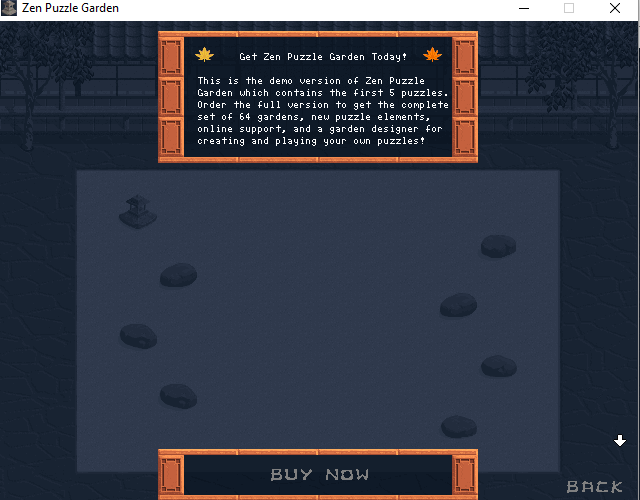 Zen Puzzle Garden
Get Zen Puzzle Garden Today!
This is the demo version of Zen Puzzle
Garden which contains the first 5 puzzles.
Order the full version to get the complete
set of 64 gardens, new puzzle elements,
online support, and a garden designer for
creating and playing your own puzzles!
BUY NOW
BACK